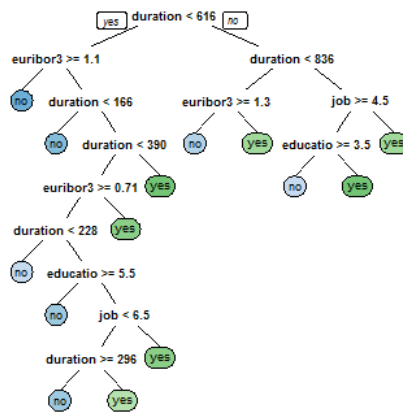 yes duration < 616 no
euribor3 >= 1.1 duration < 836
no duration < 166 euribor3 >= 1.3 job >= 4.5
no duration < 390 no yes educatio >= 3.5 yes
euribor3 >= 0.71 yes no yes
duration < 228 yes
no educatio >= 5.5
no job < 6.5
duration >= 296 yes
no yes